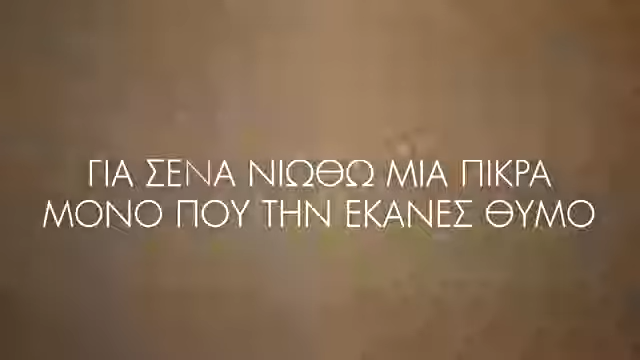 ΓΙΑ ΣΕΝΑ ΝΙΩΘΩ ΜΙΑ ΠΙΚΡΑ
ΜΟΝΟ ΠΟΥ ΤΗΝ ΕΚΑΝΕΣ ΘΥΜΟ